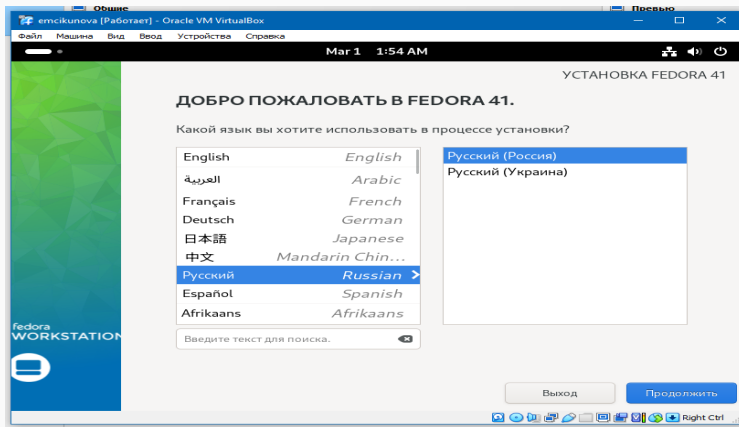 Общие
Превью
emcikunova [Работает] - Oracle VM VirtualBox
Файл Машина Вид Ввод Устройства Справка
Mar 1 1:54 AM
УСТАНОВКА FEDORA 41
ДОБРО ПОЖАЛОВАТЬ В FEDORA 41.
Какой язык вы хотите использовать в процессе установки?
English English
العربية Arabic
Français French
Deutsch German
日本語 Japanese
中文 Mandarin Chin...
Русский Russian
Español Spanish
Afrikaans Afrikaans
Русский (Россия)
Русский (Украина)
Введите текст для поиска.
fedora
WORKSTATION
Выход
Продолжить
Right Ctrl